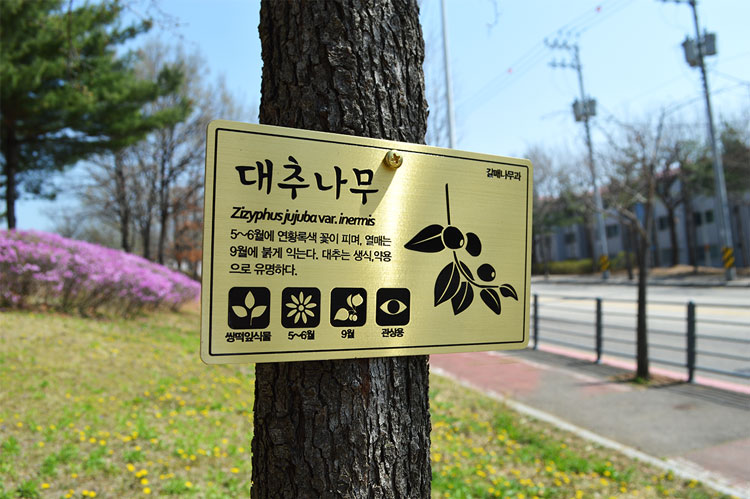 대추나무
갈매나무과
Zizyphus jujuba var. inermis
5~6월에 연황록색 꽃이 피며, 열매는
9월에 붉게 익는다. 대추는 생식,약용
으로 유명하다.
쌍떡잎식물
5~6월
9월
관상용